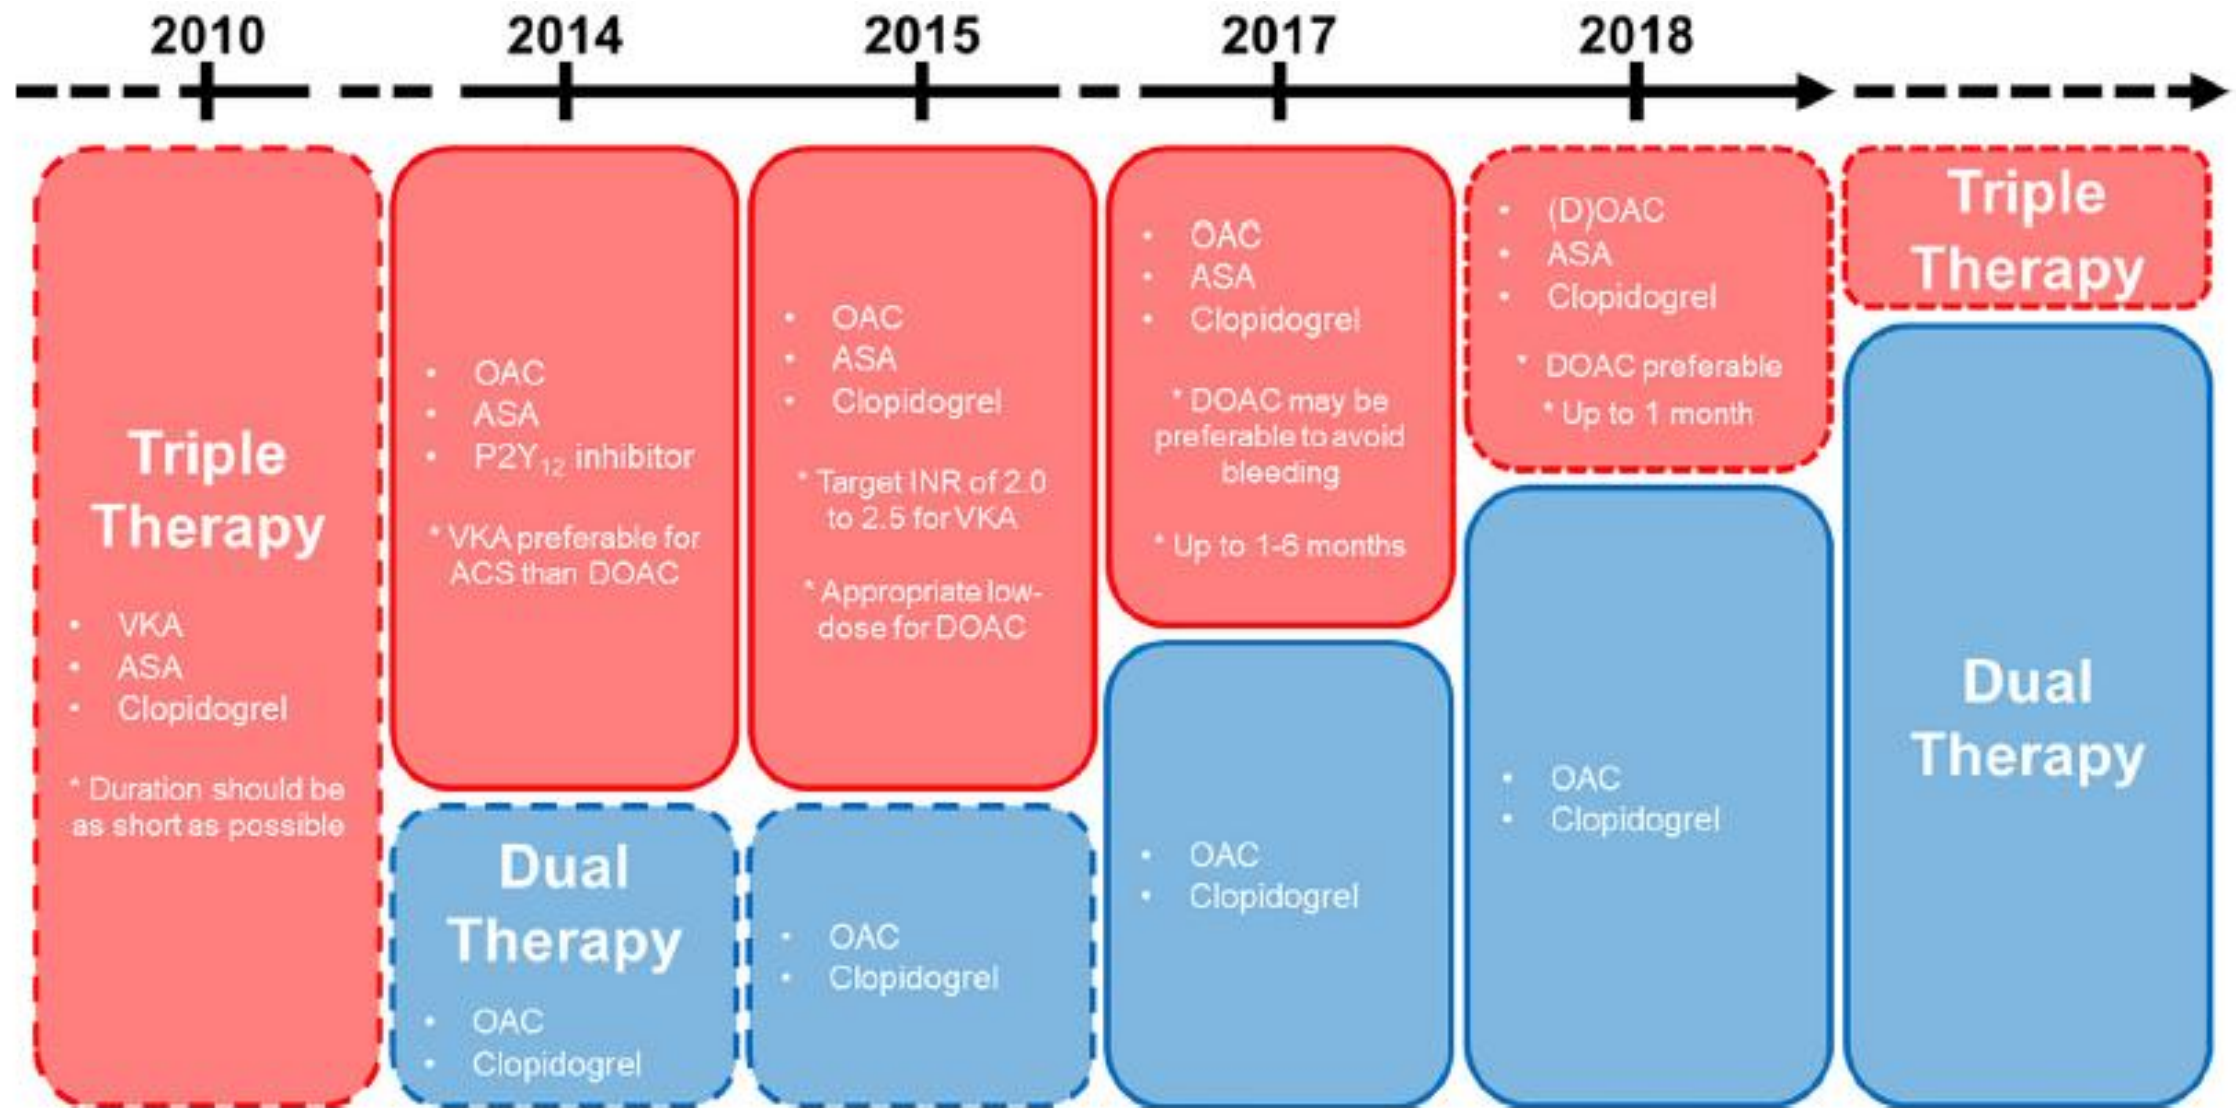 2010
2014
2015
2017
2018
Triple
Therapy
• VKA
• ASA
• Clopidogrel
* Duration should be
as short as possible
• OAC
• ASA
• P2Y12 inhibitor
* VKA preferable for
ACS than DOAC
Dual
Therapy
• OAC
• Clopidogrel
• OAC
• ASA
• Clopidogrel
* Target INR of 2.0
to 2.5 for VKA
* Appropriate low-
dose for DOAC
• OAC
• Clopidogrel
• OAC
• ASA
• Clopidogrel
* DOAC may be
preferable to avoid
bleeding
* Up to 1-6 months
• OAC
• Clopidogrel
• (D)OAC
• ASA
• Clopidogrel
* DOAC preferable
* Up to 1 month
• OAC
• Clopidogrel
Triple
Therapy
Dual
Therapy